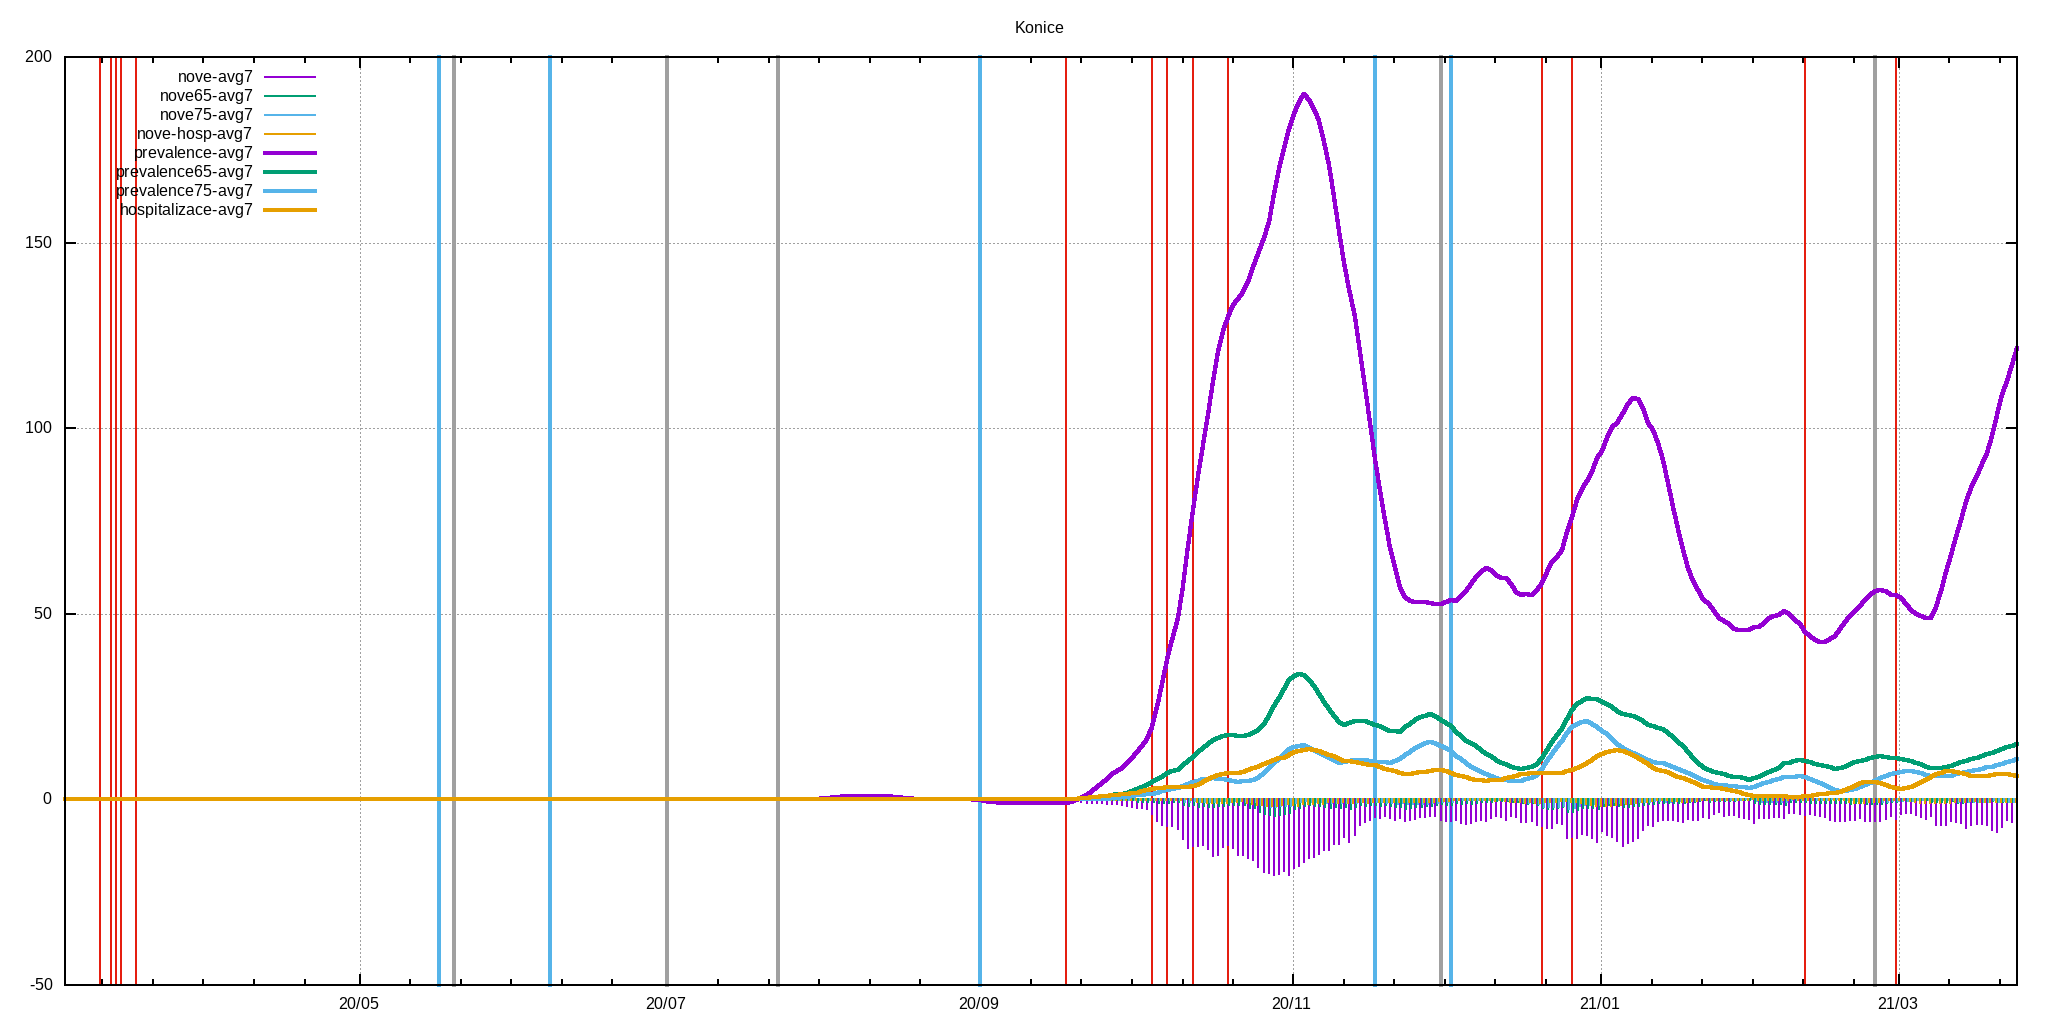 Konice
200
nove-avg7
nove65-avg7
nove75-avg7
nove-hosp-avg7
prevalence-avg7
prevalence65-avg7
prevalence75-avg7
hospitalizace-avg7
150
100
50
0
-50
20/05 20/07 20/09 20/11 21/01 21/03